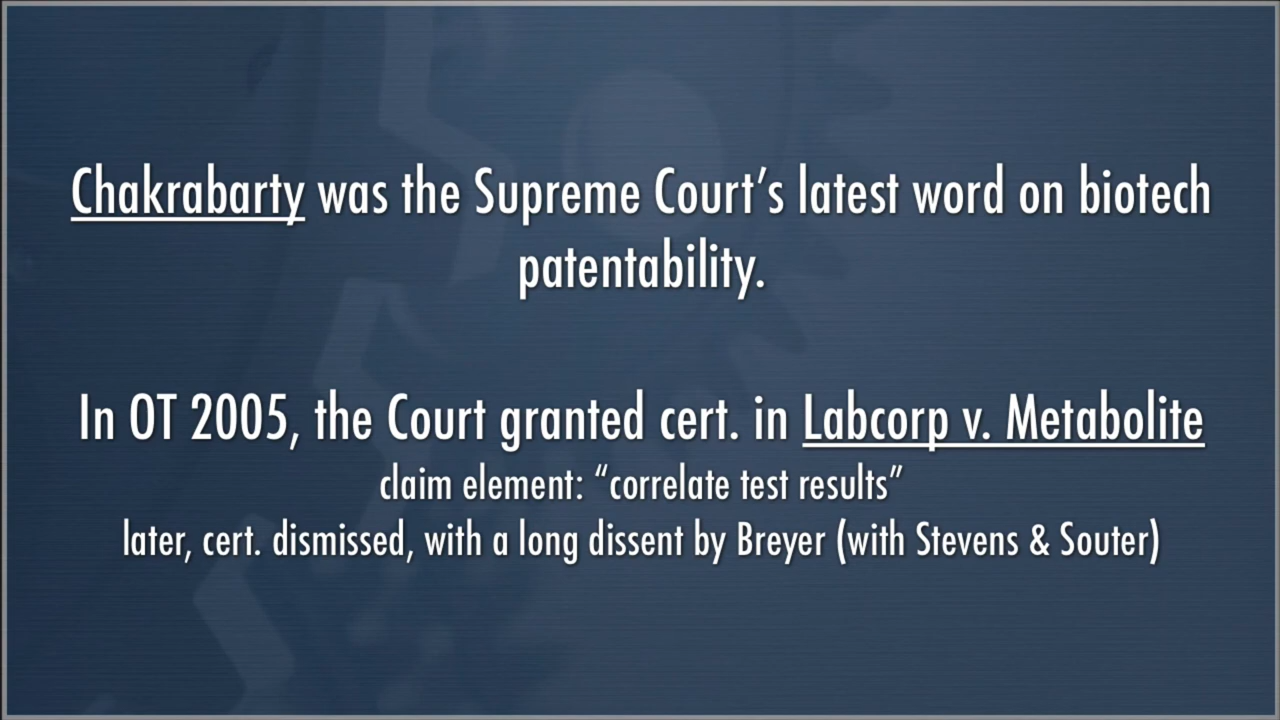 Chakrabarty was the Supreme Court’s latest word on biotech
patentability.
In OT 2005, the Court granted cert. in Labcorp v. Metabolite
claim element: “correlate test results”
later, cert. dismissed, with a long dissent by Breyer (with Stevens & Souter)